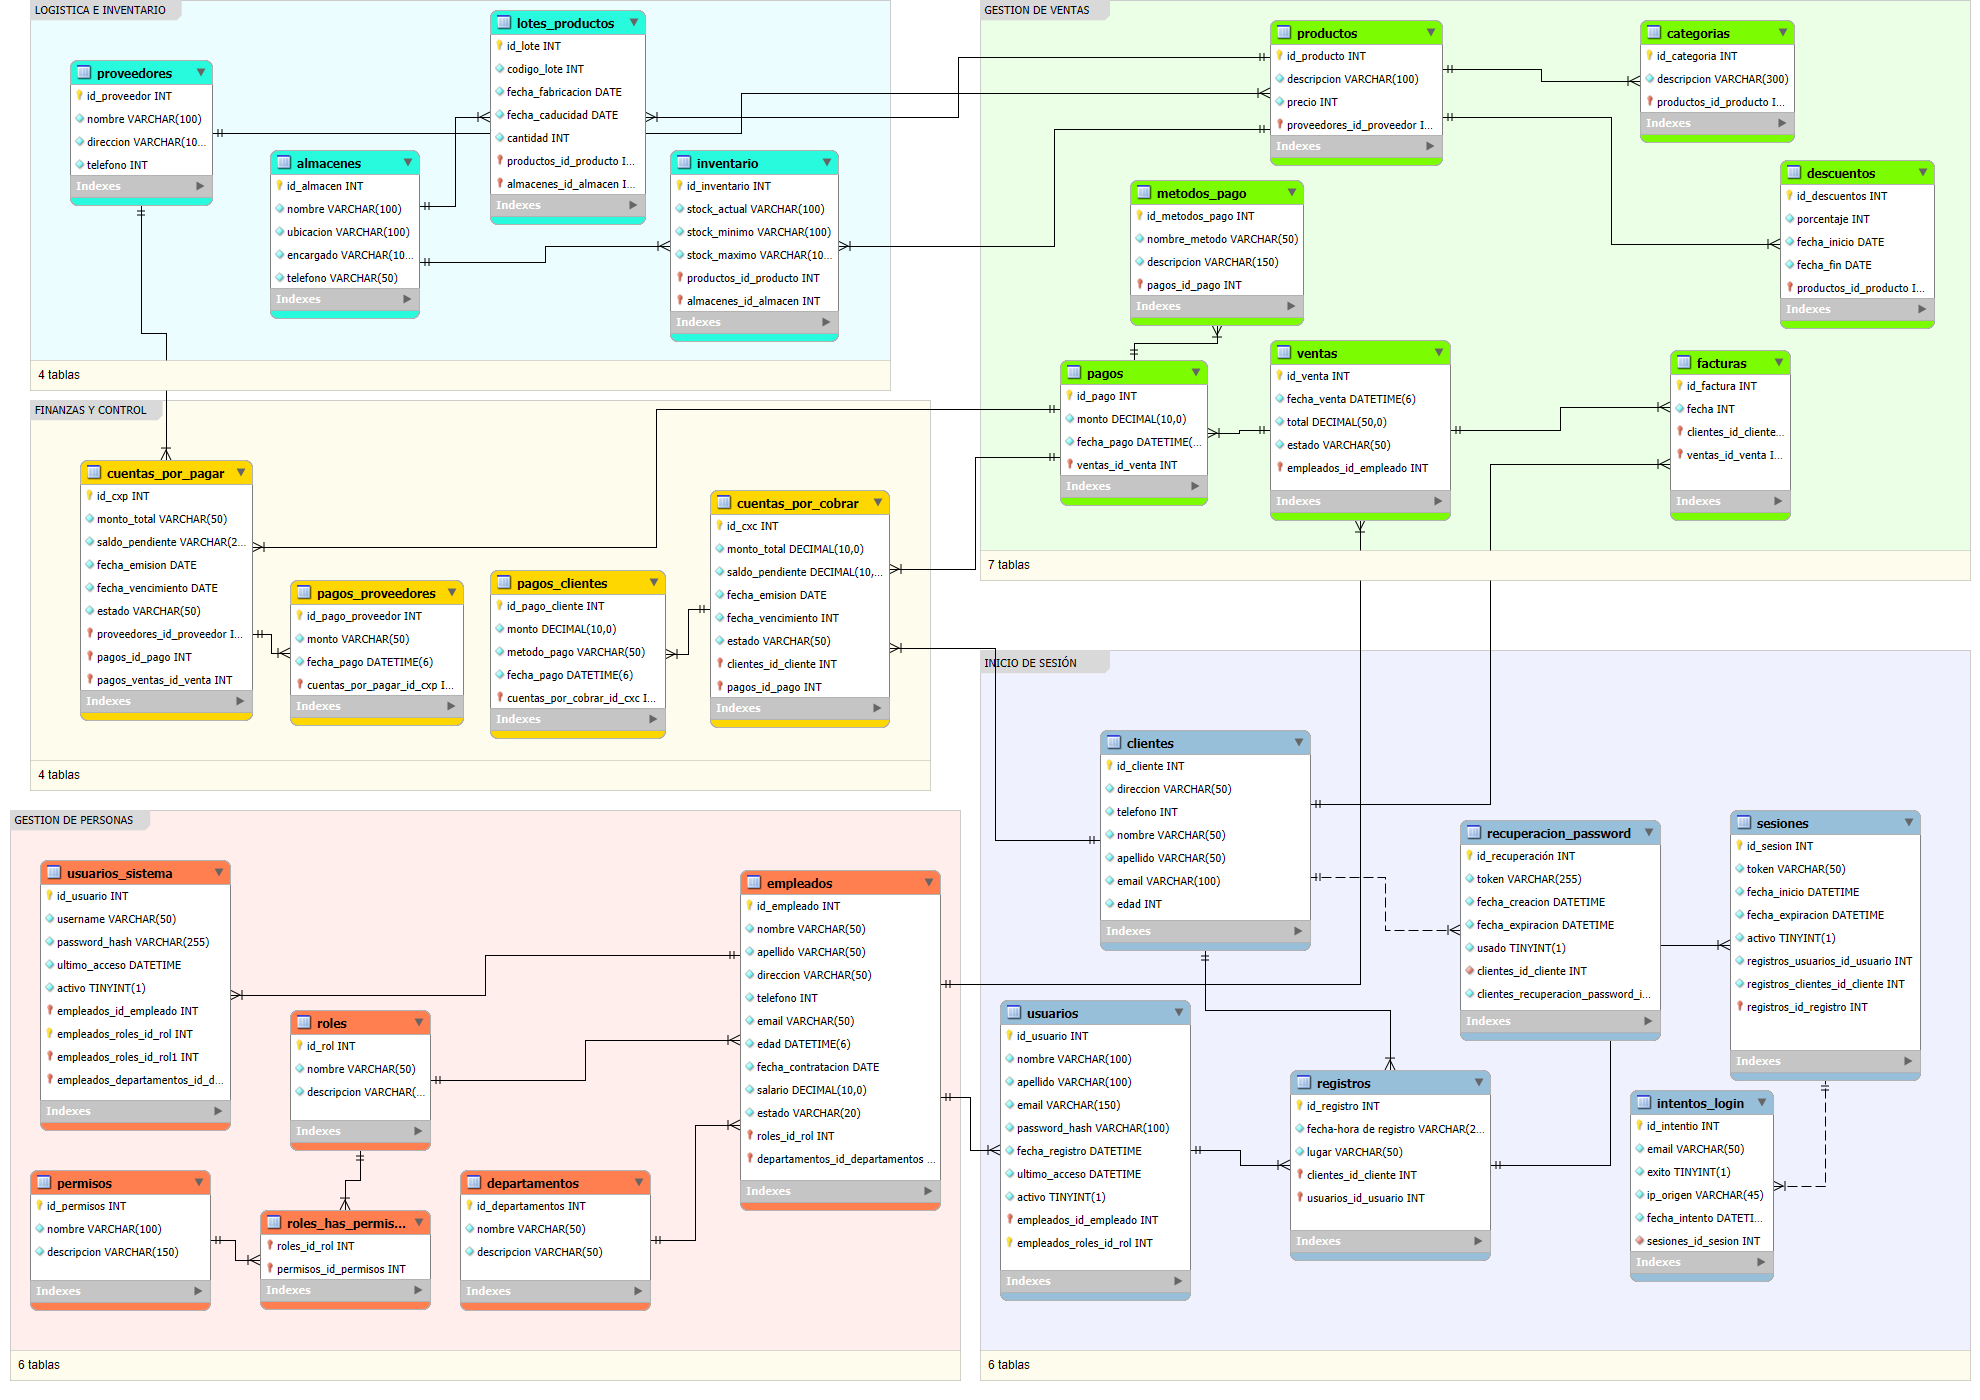 LOGISTICA E INVENTARIO
proveedores
id_proveedor INT
nombre VARCHAR(100)
direccion VARCHAR(10...
telefono INT
Indexes
lotes_productos
id_lote INT
codigo_lote INT
fecha_fabricacion DATE
fecha_caducidad DATE
cantidad INT
productos_id_producto I...
almacenes_id_almacen I...
Indexes
almacenes
id_almacen INT
nombre VARCHAR(100)
ubicacion VARCHAR(100)
encargado VARCHAR(10...
telefono VARCHAR(50)
Indexes
inventario
id_inventario INT
stock_actual VARCHAR(100)
stock_minimo VARCHAR(100)
stock_maximo VARCHAR(10...
productos_id_producto INT
almacenes_id_almacen INT
Indexes
4 tablas
GESTION DE VENTAS
productos
id_producto INT
descripcion VARCHAR(100)
precio INT
proveedores_id_proveedor I...
Indexes
categorias
id_categoria INT
descripcion VARCHAR(300)
productos_id_producto I...
Indexes
metodos_pago
id_metodos_pago INT
nombre_metodo VARCHAR(50)
descripcion VARCHAR(150)
pagos_id_pago INT
Indexes
descuentos
id_descuentos INT
porcentaje INT
fecha_inicio DATE
fecha_fin DATE
productos_id_producto I...
Indexes
pagos
id_pago INT
monto DECIMAL(10,0)
fecha_pago DATETIME(...
ventas_id_venta INT
Indexes
ventas
id_venta INT
fecha_venta DATETIME(6)
total DECIMAL(50,0)
estado VARCHAR(50)
empleados_id_empleado INT
Indexes
facturas
id_factura INT
fecha INT
clientes_id_cliente...
ventas_id_venta I...
Indexes
7 tablas
FINANZAS Y CONTROL
cuentas_por_pagar
id_cxp INT
monto_total VARCHAR(50)
saldo_pendiente VARCHAR(2...
fecha_emision DATE
fecha_vencimiento DATE
estado VARCHAR(50)
proveedores_id_proveedor I...
pagos_id_pago INT
pagos_ventas_id_venta INT
Indexes
pagos_proveedores
id_pago_proveedor INT
monto VARCHAR(50)
fecha_pago DATETIME(6)
cuentas_por_pagar_id_cxp I...
Indexes
pagos_clientes
id_pago_cliente INT
monto DECIMAL(10,0)
metodo_pago VARCHAR(50)
fecha_pago DATETIME(6)
cuentas_por_cobrar_id_cxc I...
Indexes
cuentas_por_cobrar
id_cxc INT
monto_total DECIMAL(10,0)
saldo_pendiente DECIMAL(10,...
fecha_emision DATE
fecha_vencimiento INT
estado VARCHAR(50)
clientes_id_cliente INT
pagos_id_pago INT
Indexes
4 tablas
INICIO DE SESIÓN
clientes
id_cliente INT
direccion VARCHAR(50)
telefono INT
nombre VARCHAR(50)
apellido VARCHAR(50)
email VARCHAR(100)
edad INT
Indexes
recuperacion_password
id_recuperación INT
token VARCHAR(255)
fecha_creacion DATETIME
fecha_expiracion DATETIME
usado TINYINT(1)
clientes_id_cliente INT
clientes_recuperacion_password_i...
Indexes
sesiones
id_sesion INT
token VARCHAR(50)
fecha_inicio DATETIME
fecha_expiracion DATETIME
activo TINYINT(1)
registros_usuarios_id_usuario INT
registros_clientes_id_cliente INT
registros_id_registro INT
Indexes
usuarios
id_usuario INT
nombre VARCHAR(100)
apellido VARCHAR(100)
email VARCHAR(150)
password_hash VARCHAR(100)
fecha_registro DATETIME
ultimo_acceso DATETIME
activo TINYINT(1)
empleados_id_empleado INT
empleados_roles_id_rol INT
Indexes
registros
id_registro INT
fecha-hora de registro VARCHAR(2...
lugar VARCHAR(50)
clientes_id_cliente INT
usuarios_id_usuario INT
Indexes
intentos_login
id_intentio INT
email VARCHAR(50)
exito TINYINT(1)
ip_origen VARCHAR(45)
fecha_intento DATETI...
sesiones_id_sesion INT
Indexes
6 tablas
GESTION DE PERSONAS
usuarios_sistema
id_usuario INT
username VARCHAR(50)
password_hash VARCHAR(255)
ultimo_acceso DATETIME
activo TINYINT(1)
empleados_id_empleado INT
empleados_roles_id_rol INT
empleados_roles_id_rol1 INT
empleados_departamentos_id_d...
Indexes
empleados
id_empleado INT
nombre VARCHAR(50)
apellido VARCHAR(50)
direccion VARCHAR(50)
telefono INT
email VARCHAR(50)
edad DATETIME(6)
fecha_contratacion DATE
salario DECIMAL(10,0)
estado VARCHAR(20)
roles_id_rol INT
departamentos_id_departamentos ...
Indexes
roles
id_rol INT
nombre VARCHAR(50)
descripcion VARCHAR(...
Indexes
permisos
id_permisos INT
nombre VARCHAR(100)
descripcion VARCHAR(150)
Indexes
roles_has_permis...
roles_id_rol INT
permisos_id_permisos INT
Indexes
departamentos
id_departamentos INT
nombre VARCHAR(50)
descripcion VARCHAR(50)
Indexes
6 tablas